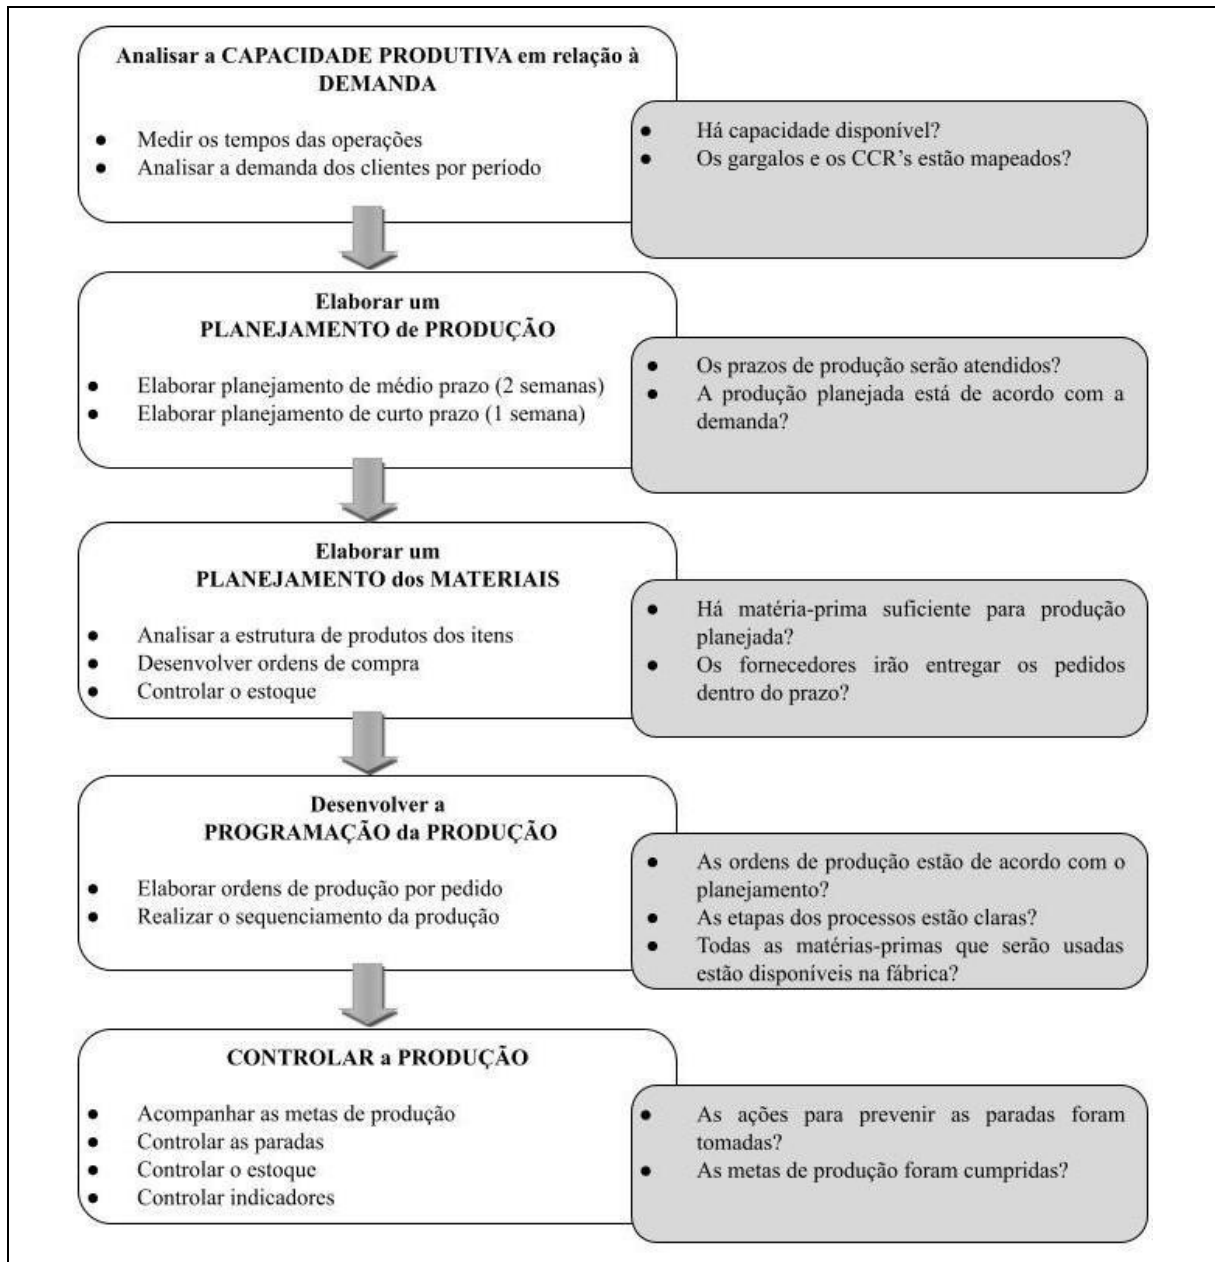 Analisar a CAPACIDADE PRODUTIVA em relação à
DEMANDA
● Medir os tempos das operações
● Analisar a demanda dos clientes por período
● Há capacidade disponível?
● Os gargalos e os CCR’s estão mapeados?
Elaborar um
PLANEJAMENTO de PRODUÇÃO
● Elaborar planejamento de médio prazo (2 semanas)
● Elaborar planejamento de curto prazo (1 semana)
● Os prazos de produção serão atendidos?
● A produção planejada está de acordo com a
demanda?
Elaborar um
PLANEJAMENTO dos MATERIAIS
● Analisar a estrutura de produtos dos itens
● Desenvolver ordens de compra
● Controlar o estoque
● Há matéria-prima suficiente para produção
planejada?
● Os fornecedores irão entregar os pedidos
dentro do prazo?
Desenvolver a
PROGRAMAÇÃO da PRODUÇÃO
● Elaborar ordens de produção por pedido
● Realizar o sequenciamento da produção
● As ordens de produção estão de acordo com o
planejamento?
● As etapas dos processos estão claras?
● Todas as matérias-primas que serão usadas
estão disponíveis na fábrica?
CONTROLAR a PRODUÇÃO
● Acompanhar as metas de produção
● Controlar as paradas
● Controlar o estoque
● Controlar indicadores
● As ações para prevenir as paradas foram
tomadas?
● As metas de produção foram cumpridas?